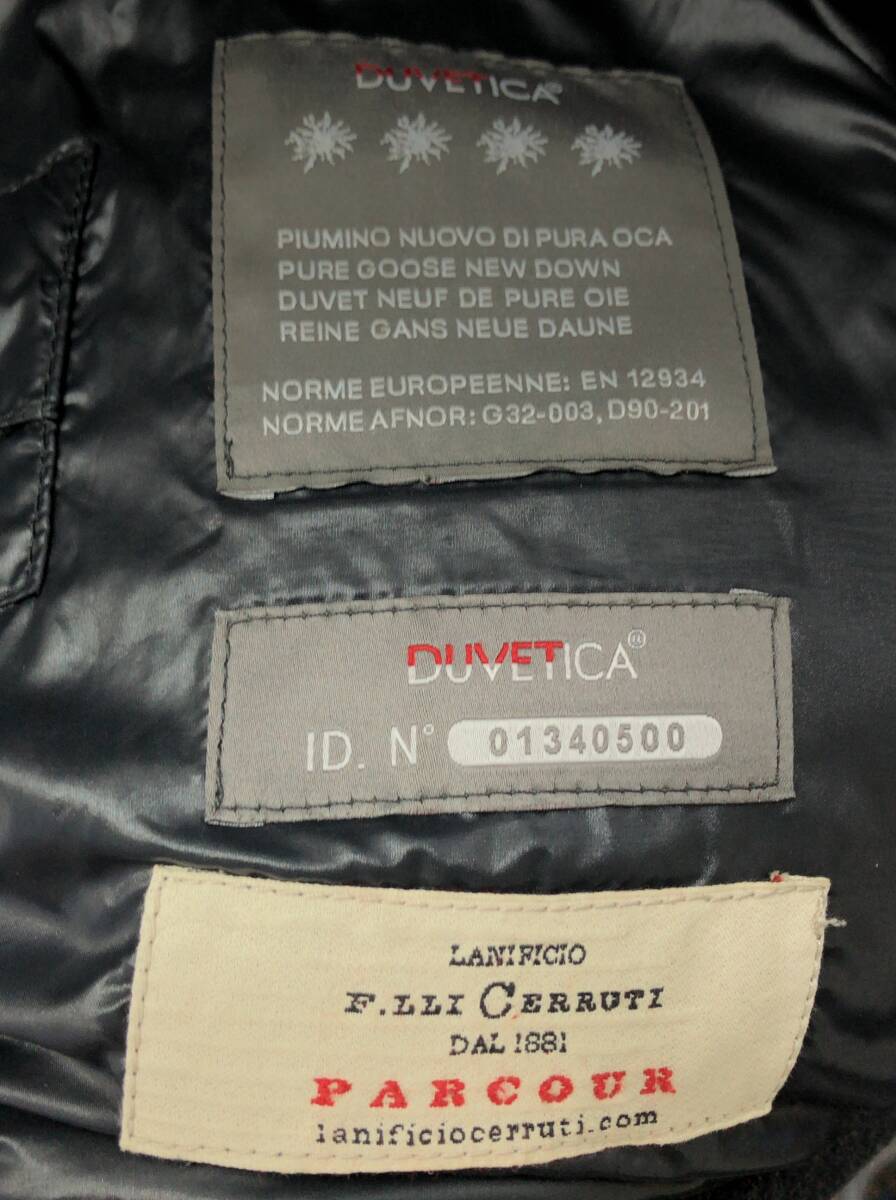 DUVETICA®
PIUMINO NUOVO DI PURA OCA
PURE GOOSE NEW DOWN
DUVET NEUF DE PURE OIE
REINE GANS NEUE DAUNE
NORME EUROPEENNE: EN 12934
NORME AFNOR: G32-003, D90-201
DUVETICA®
ID. N° 01340500
LANIFICIO
F.LLI CERRUTI
DAL 1881
PARCOUR
lanificiocerruti.com